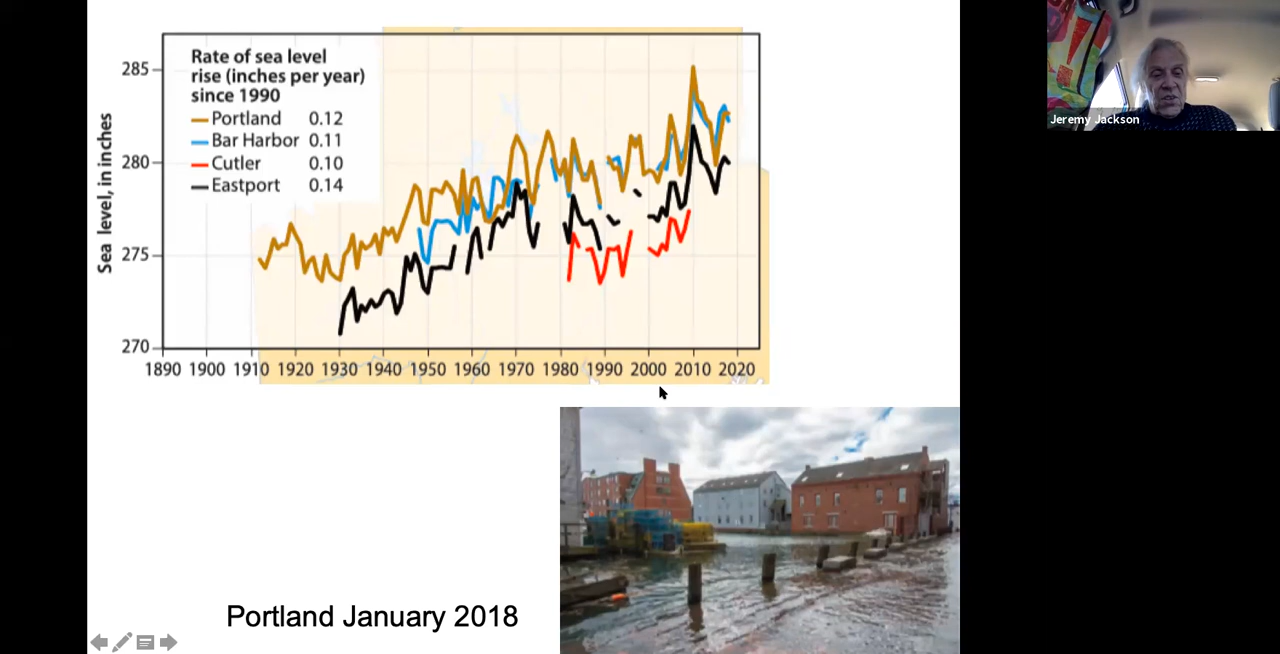 Rate of sea level
rise (inches per year)
since 1990
Portland 0.12
Bar Harbor 0.11
Cutler 0.10
Eastport 0.14
Sea level, in inches
285
280
275
270
1890 1900 1910 1920 1930 1940 1950 1960 1970 1980 1990 2000 2010 2020
Portland January 2018
Jeremy Jackson